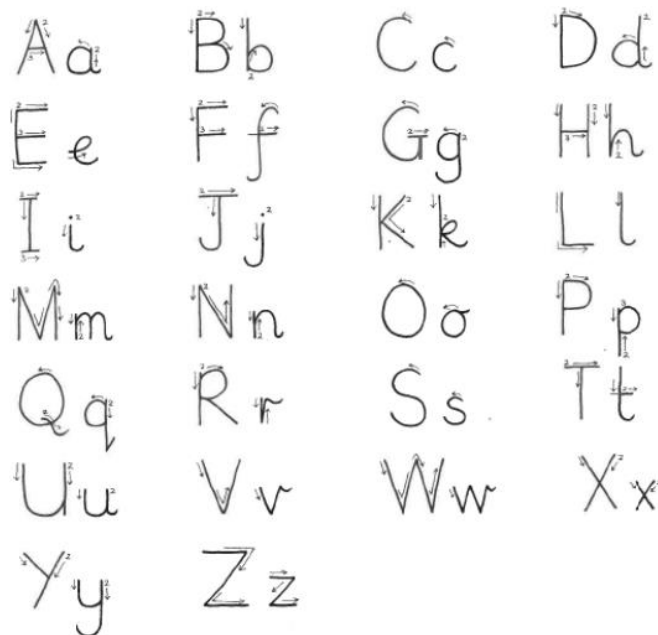 Aa Bb Cc Dd
Ee Ff Gg Hh
Ii Jj Kk Ll
Mm Nn Oo Pp
Qq Rr Ss Tt
Uu Vv Ww Xx
Yy Zz